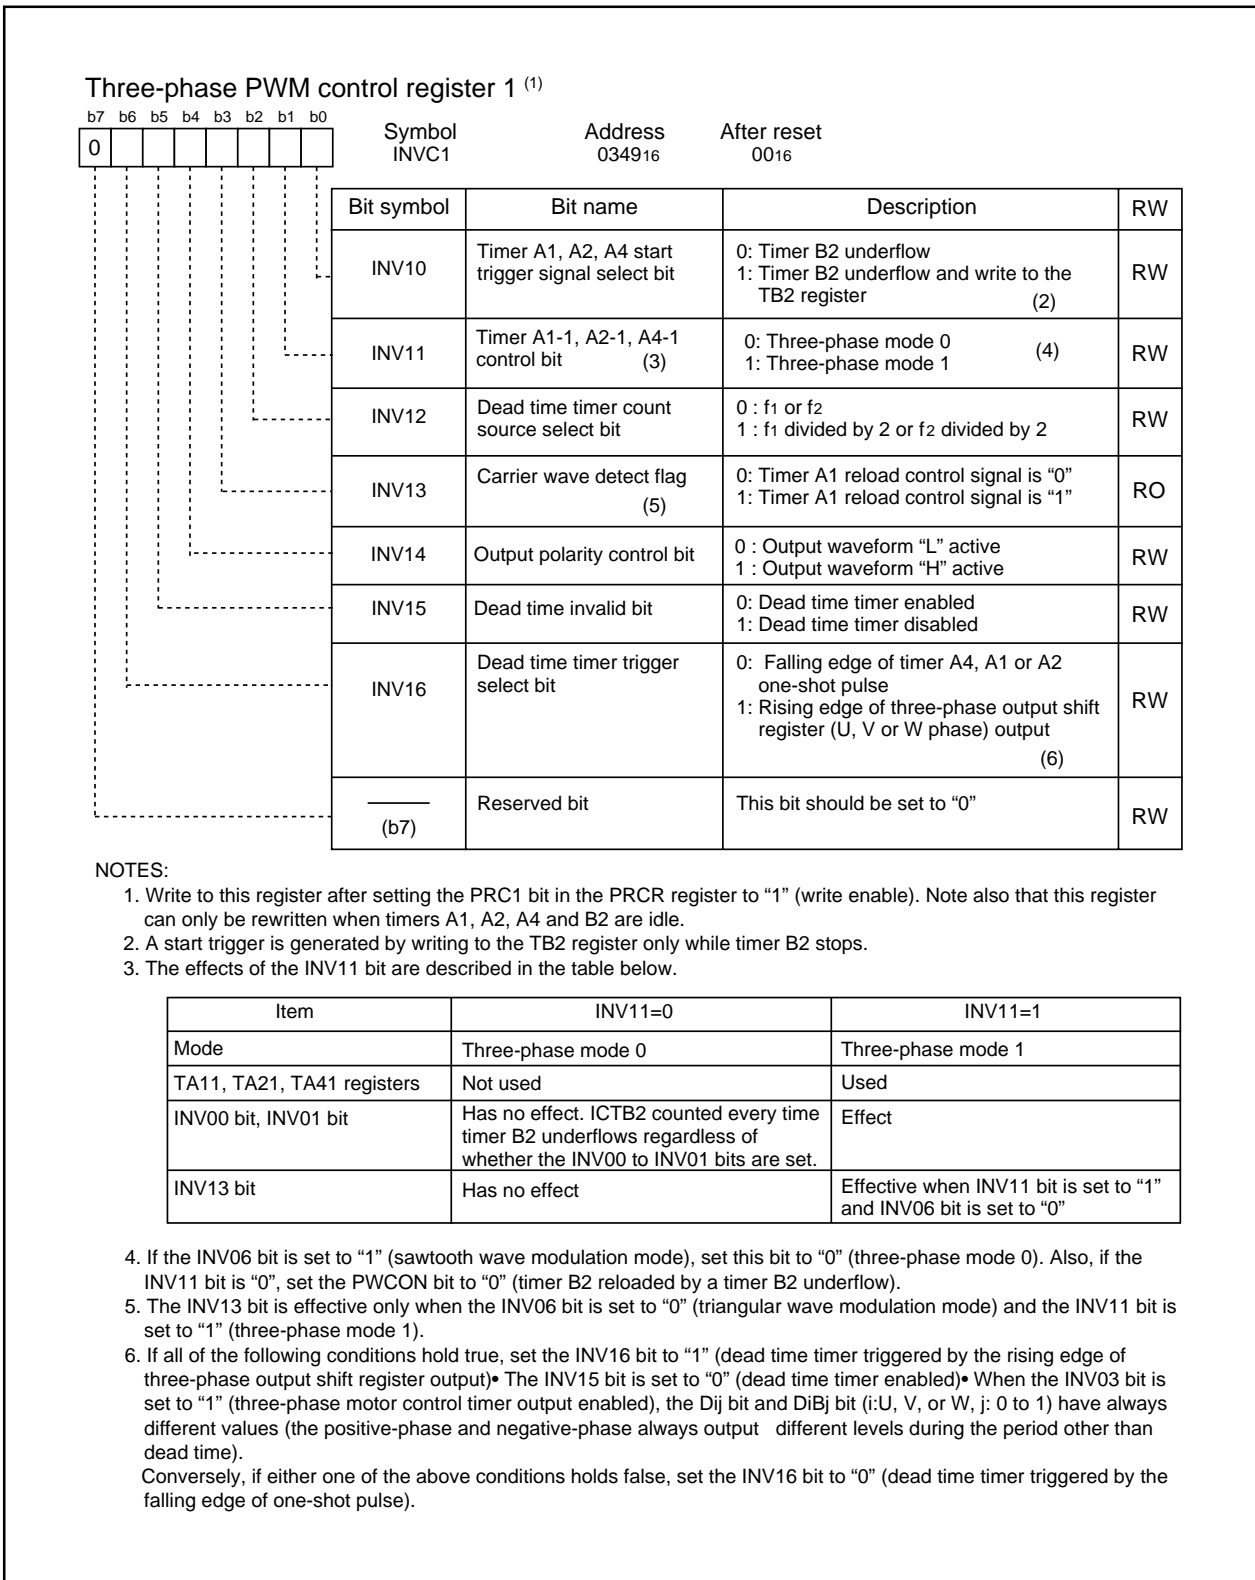 Three-phase PWM control register 1 (1)
b7 b6 b5 b4 b3 b2 b1 b0
0
Symbol Address After reset
INVC1 034916 0016
Bit symbol Bit name Description RW
INV10 Timer A1, A2, A4 start trigger signal select bit 0: Timer B2 underflow RW
1: Timer B2 underflow and write to the
TB2 register (2)
INV11 Timer A1-1, A2-1, A4-1 control bit (3) 0: Three-phase mode 0 (4) RW
1: Three-phase mode 1
INV12 Dead time timer count source select bit 0 : f1 or f2 RW
1 : f1 divided by 2 or f2 divided by 2
INV13 Carrier wave detect flag (5) 0: Timer A1 reload control signal is “0” RO
1: Timer A1 reload control signal is “1”
INV14 Output polarity control bit 0 : Output waveform “L” active RW
1 : Output waveform “H” active
INV15 Dead time invalid bit 0: Dead time timer enabled RW
1: Dead time timer disabled
INV16 Dead time timer trigger select bit 0: Falling edge of timer A4, A1 or A2 RW
one-shot pulse
1: Rising edge of three-phase output shift
register (U, V or W phase) output
(6)
(b7) Reserved bit This bit should be set to “0” RW
NOTES:
1. Write to this register after setting the PRC1 bit in the PRCR register to “1” (write enable). Note also that this register
can only be rewritten when timers A1, A2, A4 and B2 are idle.
2. A start trigger is generated by writing to the TB2 register only while timer B2 stops.
3. The effects of the INV11 bit are described in the table below.
Item INV11=0 INV11=1
Mode Three-phase mode 0 Three-phase mode 1
TA11, TA21, TA41 registers Not used Used
INV00 bit, INV01 bit Has no effect. ICTB2 counted every time Effect
timer B2 underflows regardless of
whether the INV00 to INV01 bits are set.
INV13 bit Has no effect Effective when INV11 bit is set to “1”
and INV06 bit is set to “0”
4. If the INV06 bit is set to “1” (sawtooth wave modulation mode), set this bit to “0” (three-phase mode 0). Also, if the
INV11 bit is “0”, set the PWCON bit to “0” (timer B2 reloaded by a timer B2 underflow).
5. The INV13 bit is effective only when the INV06 bit is set to “0” (triangular wave modulation mode) and the INV11 bit is
set to “1” (three-phase mode 1).
6. If all of the following conditions hold true, set the INV16 bit to “1” (dead time timer triggered by the rising edge of
three-phase output shift register output)• The INV15 bit is set to “0” (dead time timer enabled)• When the INV03 bit is
set to “1” (three-phase motor control timer output enabled), the Dij bit and DiBj bit (i:U, V, or W, j: 0 to 1) have always
different values (the positive-phase and negative-phase always output different levels during the period other than
dead time).
Conversely, if either one of the above conditions holds false, set the INV16 bit to “0” (dead time timer triggered by the
falling edge of one-shot pulse).